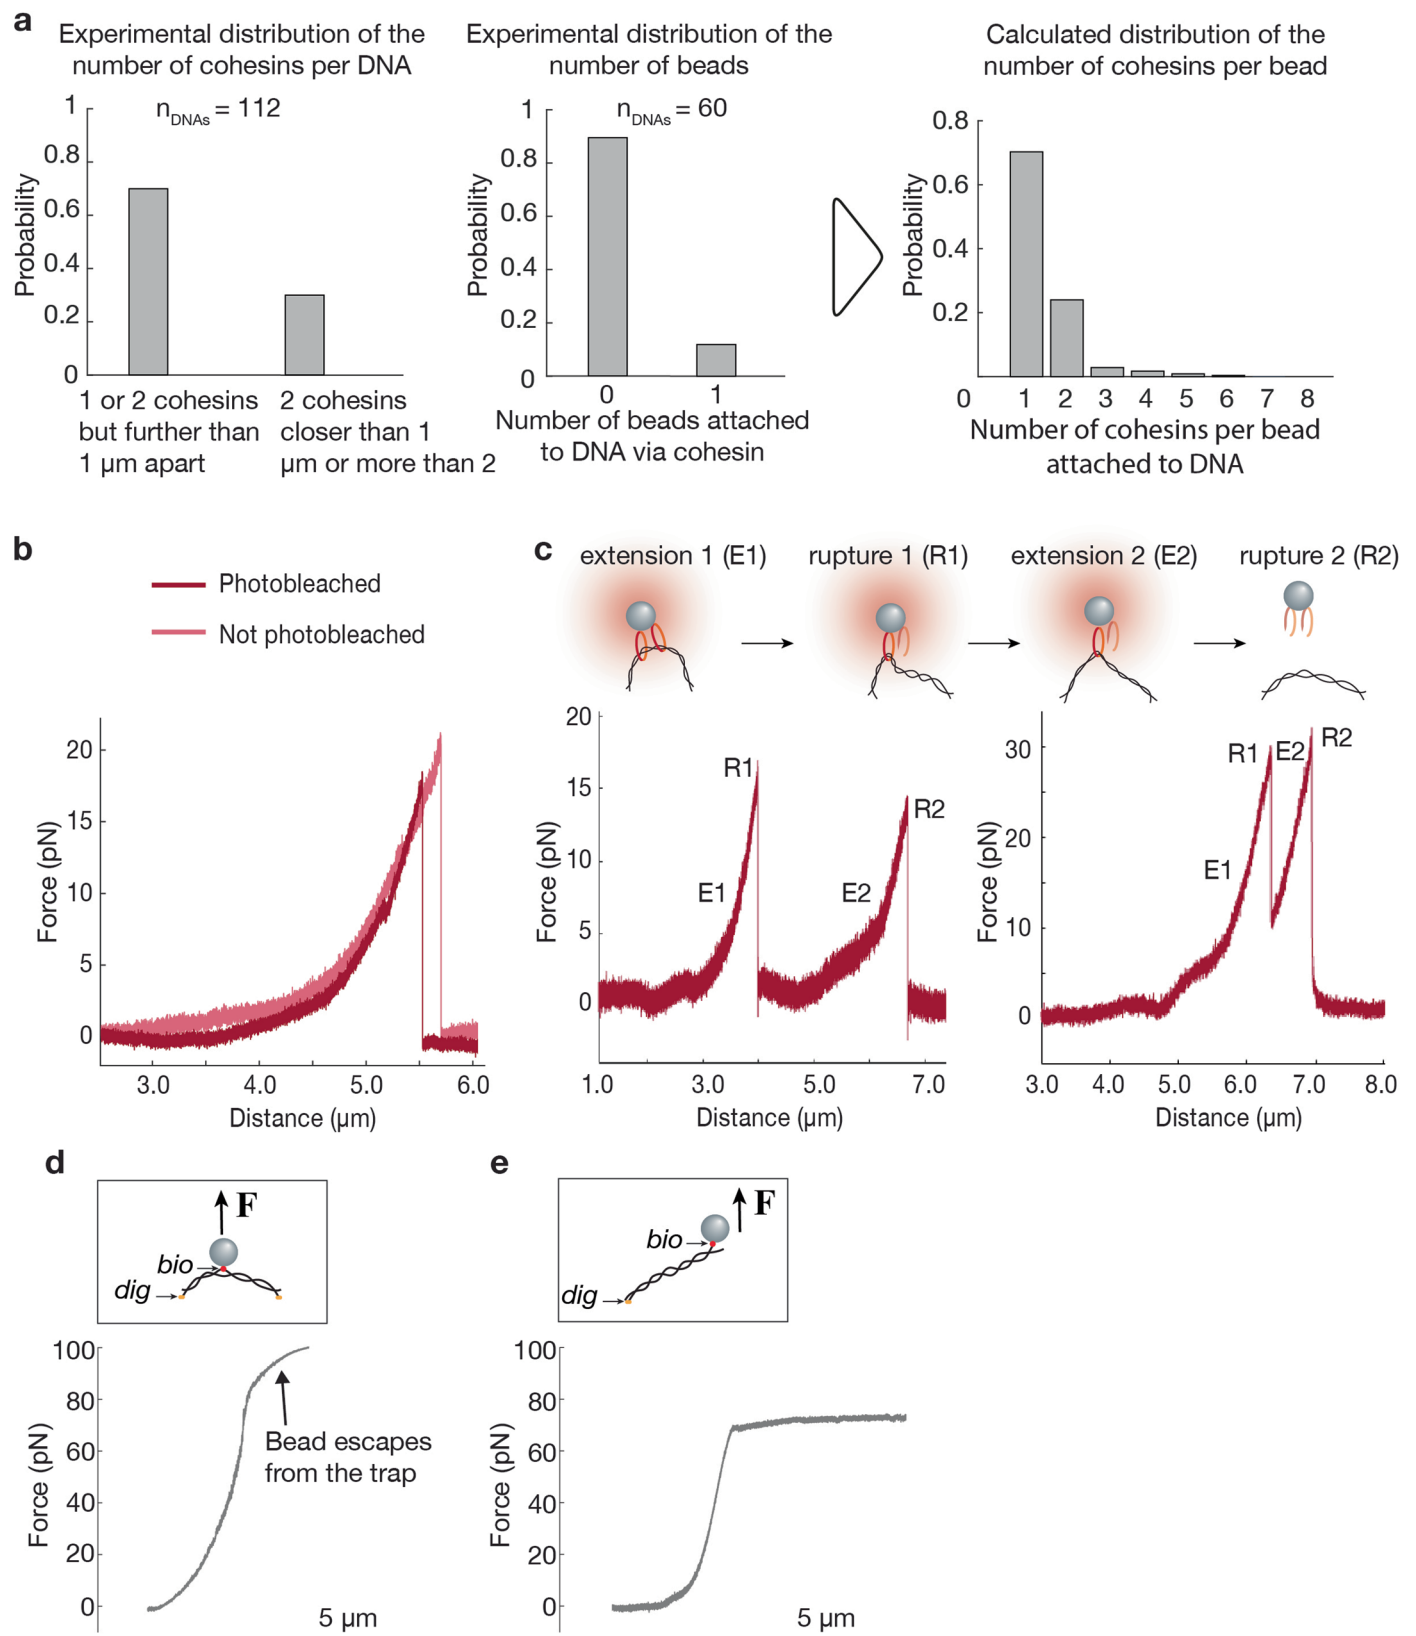 a
Experimental distribution of the
number of cohesins per DNA
nDNAs = 112
Probability
1
0.8
0.6
0.4
0.2
0
1 or 2 cohesins
but further than
1 µm apart
2 cohesins
closer than 1
µm or more than 2
Experimental distribution of the
number of beads
nDNAs = 60
Probability
1
0.8
0.6
0.4
0.2
0
0 1
Number of beads attached
to DNA via cohesin
Calculated distribution of the
number of cohesins per bead
Probability
0.8
0.6
0.4
0.2
0 1 2 3 4 5 6 7 8
Number of cohesins per bead
attached to DNA
b
Photobleached
Not photobleached
Force (pN)
20
15
10
5
0
3.0 4.0 5.0 6.0
Distance (µm)
c
extension 1 (E1) rupture 1 (R1) extension 2 (E2) rupture 2 (R2)
Force (pN)
20
15
10
5
0
R1
E1
E2
R2
1.0 3.0 5.0 7.0
Distance (µm)
Force (pN)
30
20
10
0
R1 E2 R2
E1
3.0 4.0 5.0 6.0 7.0 8.0
Distance (µm)
d
F
bio
dig
Force (pN)
100
80
60
40
20
0
Bead escapes
from the trap
5 µm
e
F
bio
dig
Force (pN)
100
80
60
40
20
0
5 µm